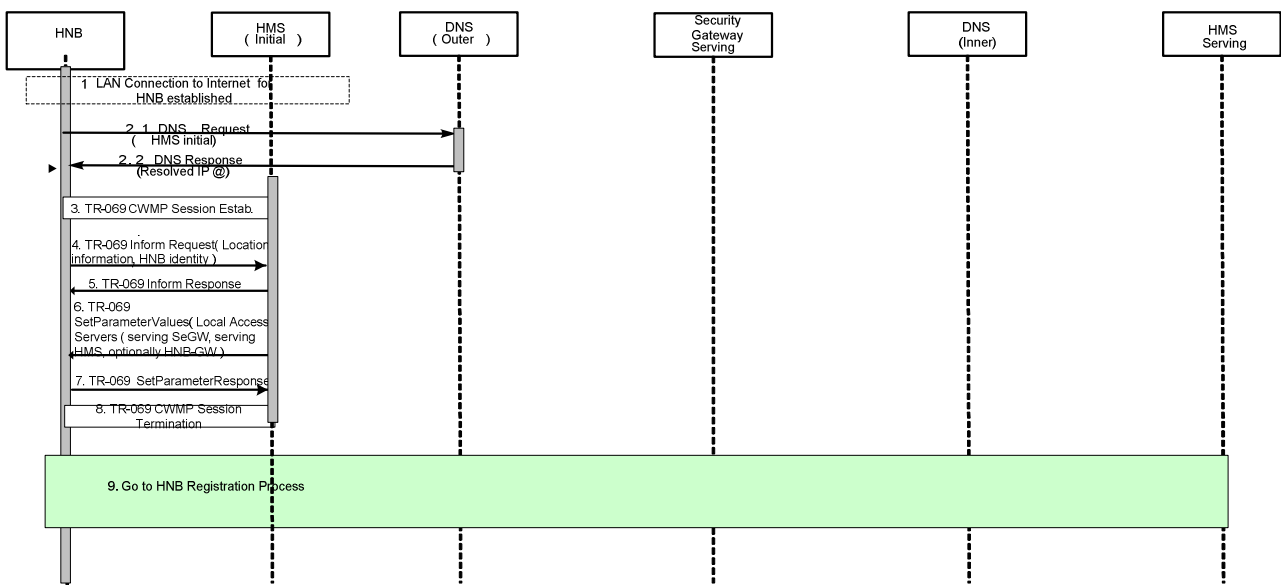 HNB
HMS
( Initial )
DNS
( Outer )
Security
Gateway
Serving
DNS
(Inner)
HMS
Serving
1 LAN Connection to Internet for
HNB established
2. 1. DNS Request
( HMS initial)
2. 2. DNS Response
(Resolved IP @)
3. TR-069 CWMP Session Estab.
4. TR-069 Inform Request( Location
information, HNB identity )
5. TR-069 Inform Response
6. TR-069
SetParameterValues( Local Access
Servers ( serving SeGW, serving
HMS, optionally HNB-GW )
7. TR-069 SetParameterResponse
8. TR-069 CWMP Session
Termination
9. Go to HNB Registration Process